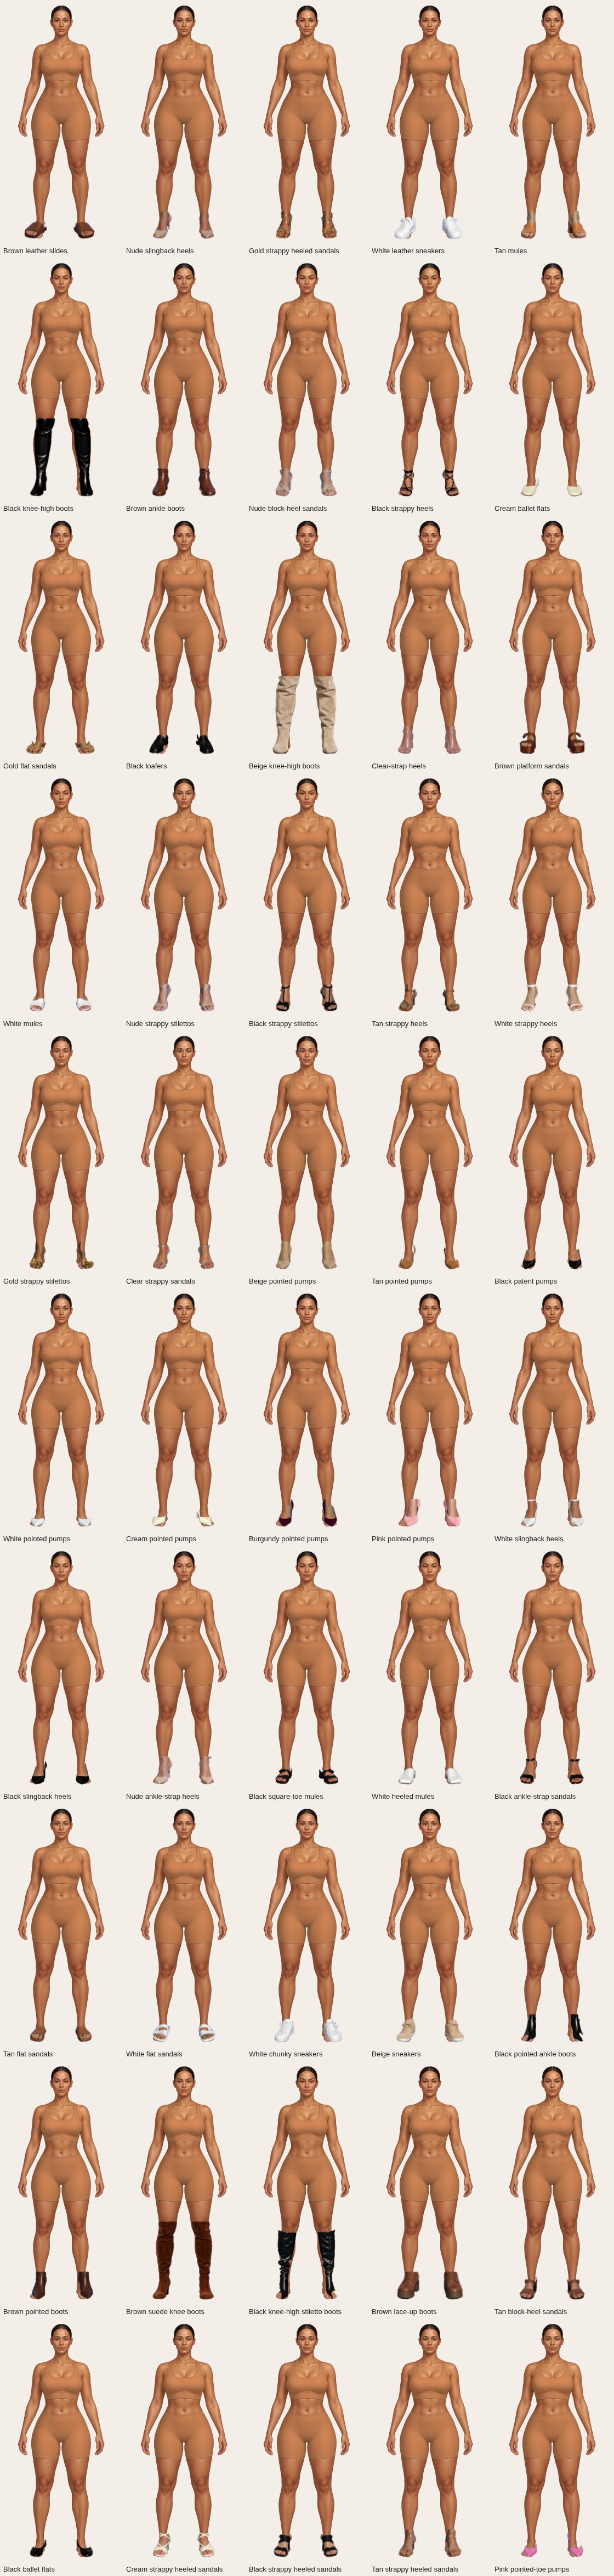 Brown leather slides
Nude slingback heels
Gold strappy heeled sandals
White leather sneakers
Tan mules
Black knee-high boots
Brown ankle boots
Nude block-heel sandals
Black strappy heels
Cream ballet flats
Gold flat sandals
Black loafers
Beige knee-high boots
Clear-strap heels
Brown platform sandals
White mules
Nude strappy stilettos
Black strappy stilettos
Tan strappy heels
White strappy heels
Gold strappy stilettos
Clear strappy sandals
Beige pointed pumps
Tan pointed pumps
Black patent pumps
White pointed pumps
Cream pointed pumps
Burgundy pointed pumps
Pink pointed pumps
White slingback heels
Black slingback heels
Nude ankle-strap heels
Black square-toe mules
White heeled mules
Black ankle-strap sandals
Tan flat sandals
White flat sandals
White chunky sneakers
Beige sneakers
Black pointed ankle boots
Brown pointed boots
Brown suede knee boots
Black knee-high stiletto boots
Brown lace-up boots
Tan block-heel sandals
Black ballet flats
Cream strappy heeled sandals
Black strappy heeled sandals
Tan strappy heeled sandals
Pink pointed-toe pumps